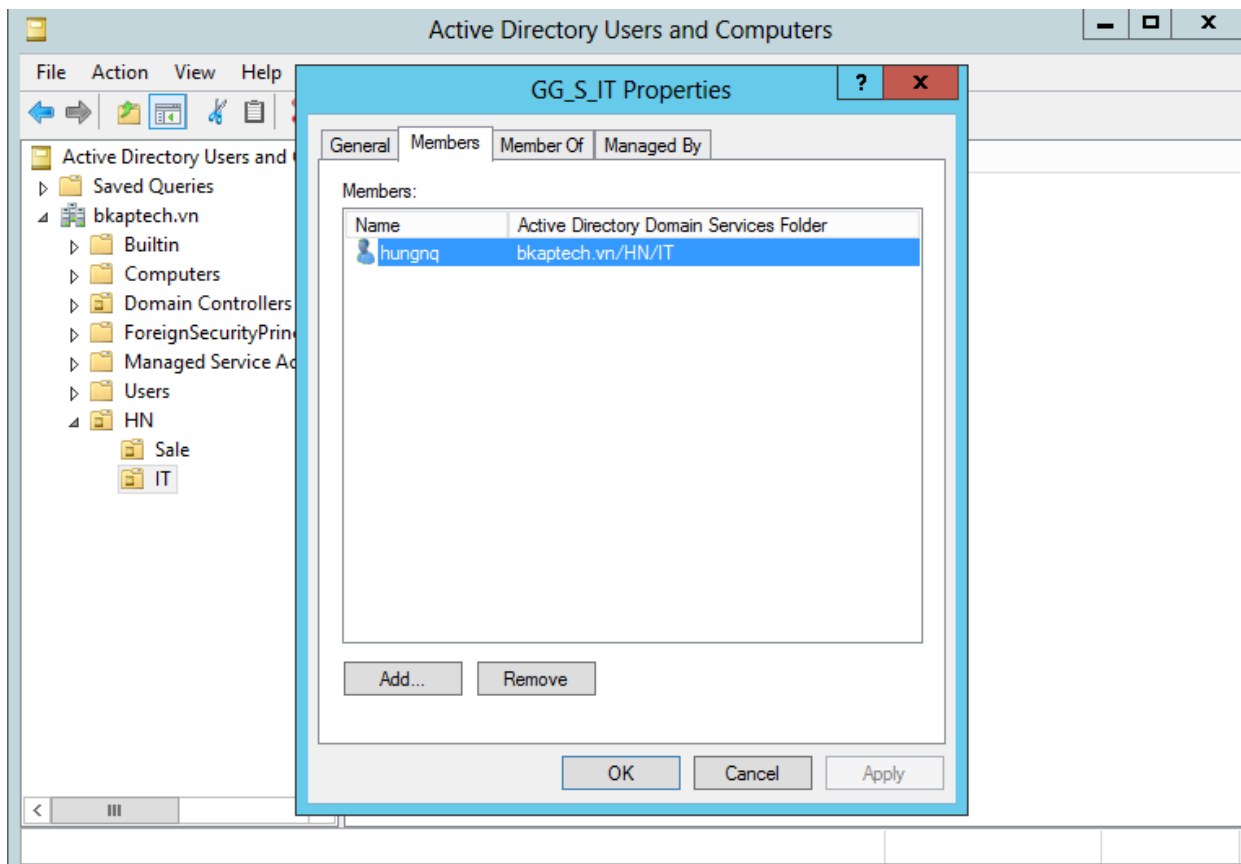 Active Directory Users and Computers
File Action View Help
GG_S_IT Properties
? x
General Members Member Of Managed By
Active Directory Users and
Saved Queries
bkaptech.vn
Builtin
Computers
Domain Controllers
ForeignSecurityPrin
Managed Service Ac
Users
HN
Sale
IT
Members:
Name Active Directory Domain Services Folder
hungnq bkaptech.vn/HN/IT
Add... Remove
OK Cancel Apply